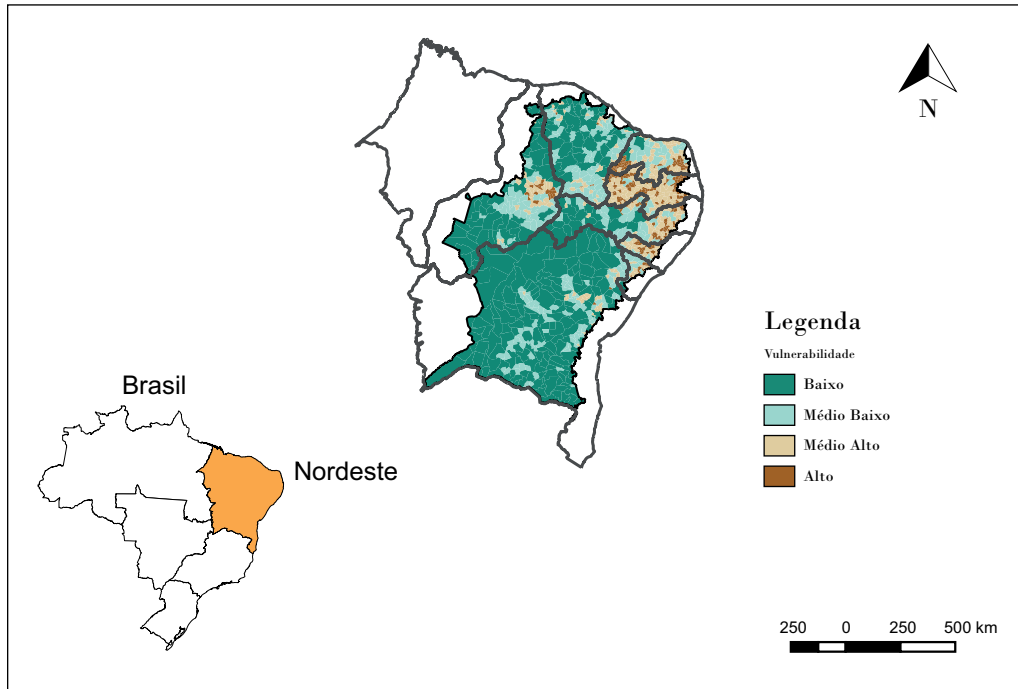 N
Legenda
Vulnerabilidade
Baixo
Médio Baixo
Médio Alto
Alto
Brasil
Nordeste
250 0 250 500 km